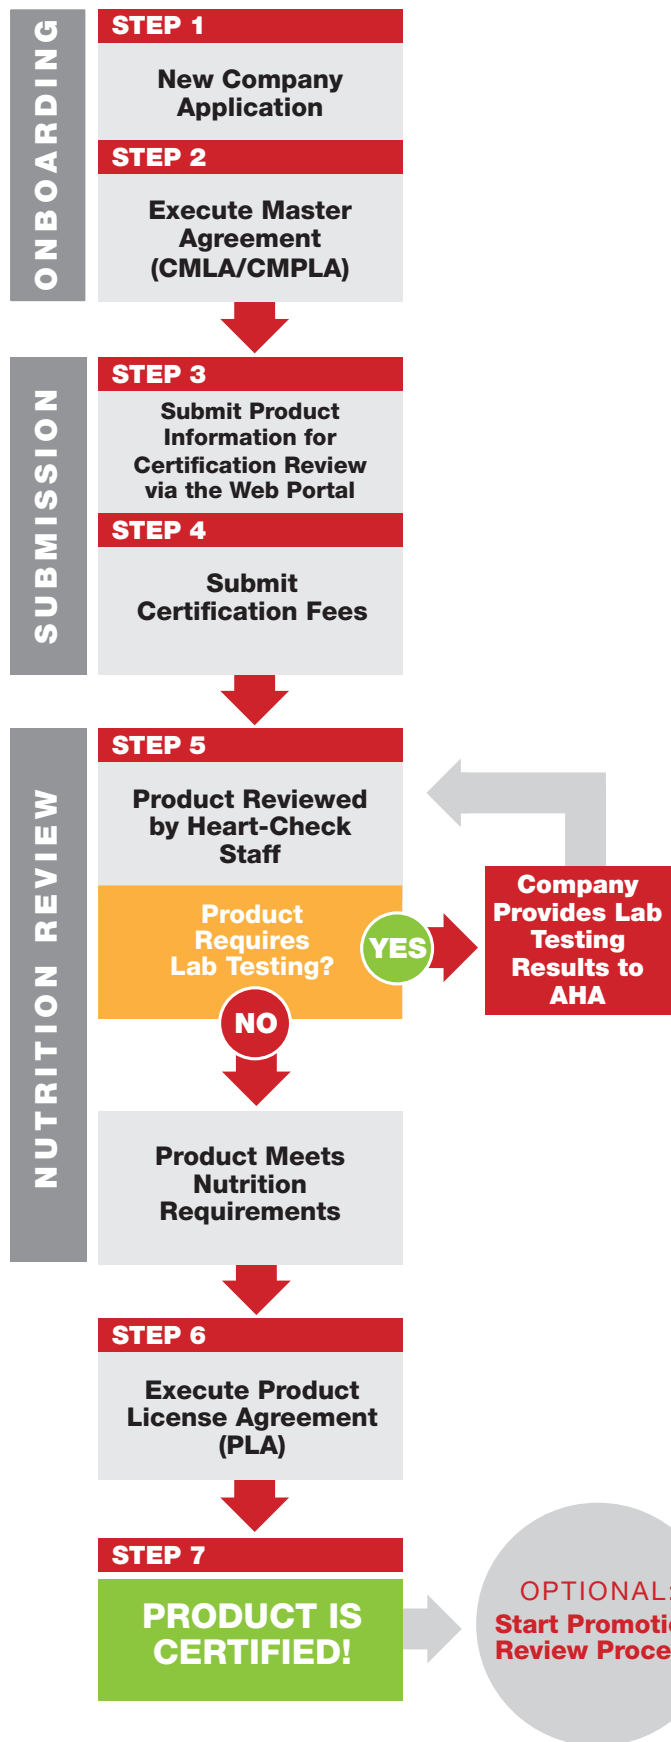 ONBOARDING
STEP 1
New Company
Application
STEP 2
Execute Master
Agreement
(CMLA/CMPLA)
SUBMISSION
STEP 3
Submit Product
Information for
Certification Review
via the Web Portal
STEP 4
Submit
Certification Fees
NUTRITION REVIEW
STEP 5
Product Reviewed
by Heart-Check
Staff
Product
Requires
Lab Testing?
YES
Company
Provides Lab
Testing
Results to
AHA
NO
Product Meets
Nutrition
Requirements
STEP 6
Execute Product
License Agreement
(PLA)
STEP 7
PRODUCT IS
CERTIFIED!
OPTIONAL:
Start
Review